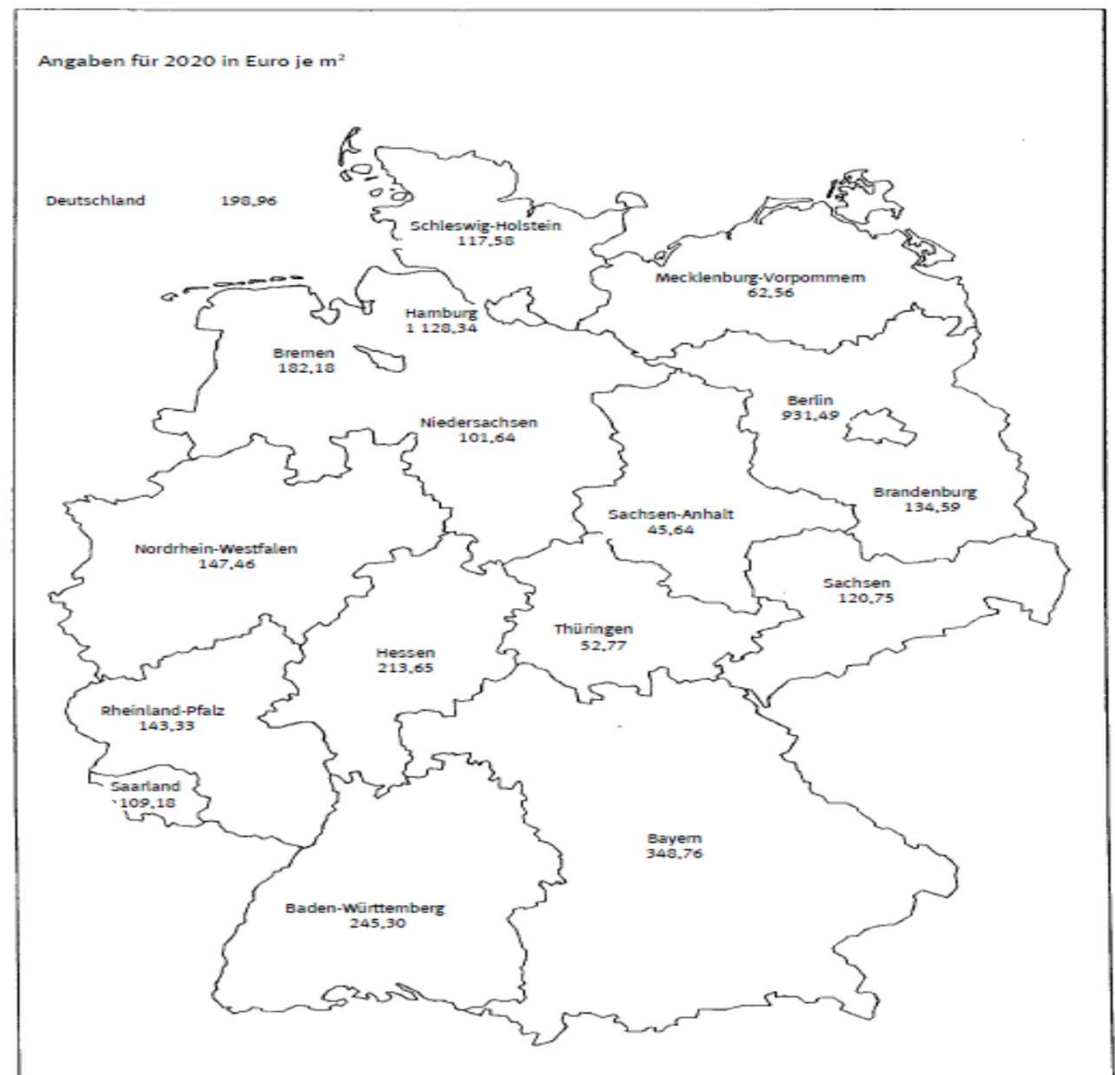 Angaben für 2020 in Euro je m²
Deutschland 198,96
Schleswig-Holstein
117,58
Mecklenburg-Vorpommern
62,56
Hamburg
1 128,34
Bremen
182,18
Berlin
931,49
Niedersachsen
101,64
Brandenburg
134,59
Sachsen-Anhalt
45,64
Nordrhein-Westfalen
147,46
Sachsen
120,75
Thüringen
52,77
Hessen
213,65
Rheinland-Pfalz
143,33
Saarland
109,18
Bayern
348,76
Baden-Württemberg
245,30